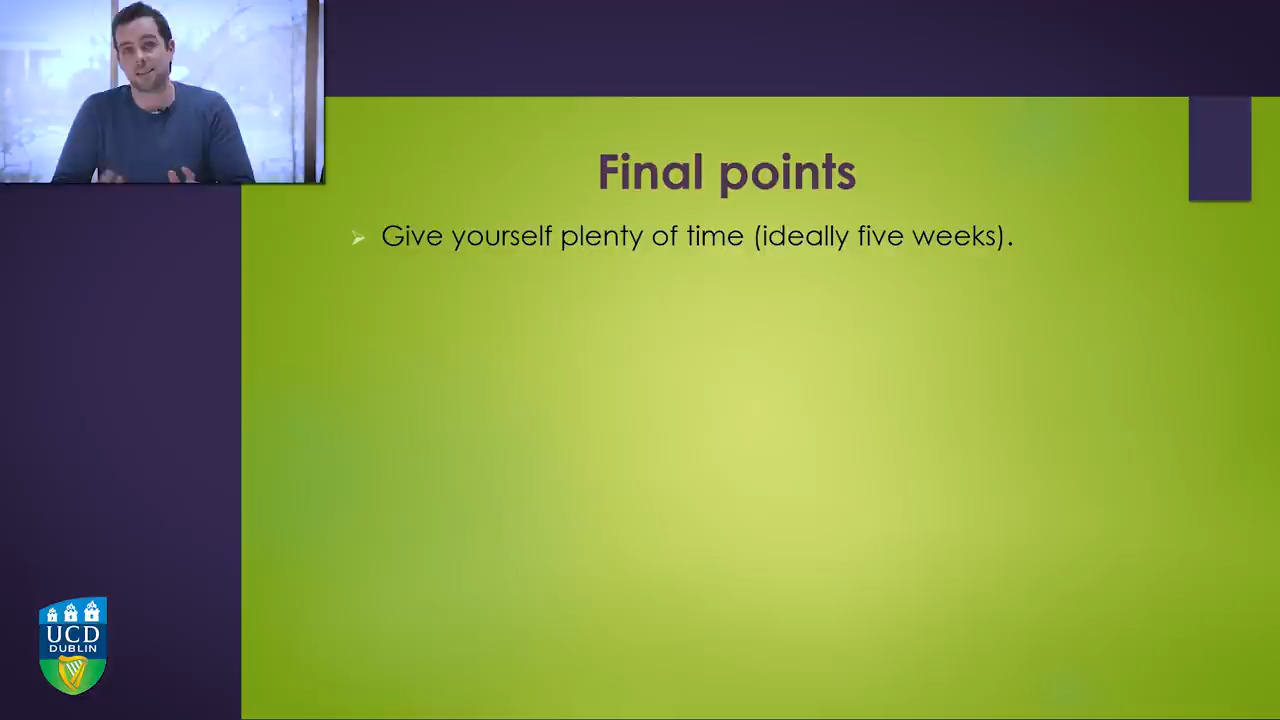 Final points
Give yourself plenty of time (ideally five weeks).
UCD
DUBLIN